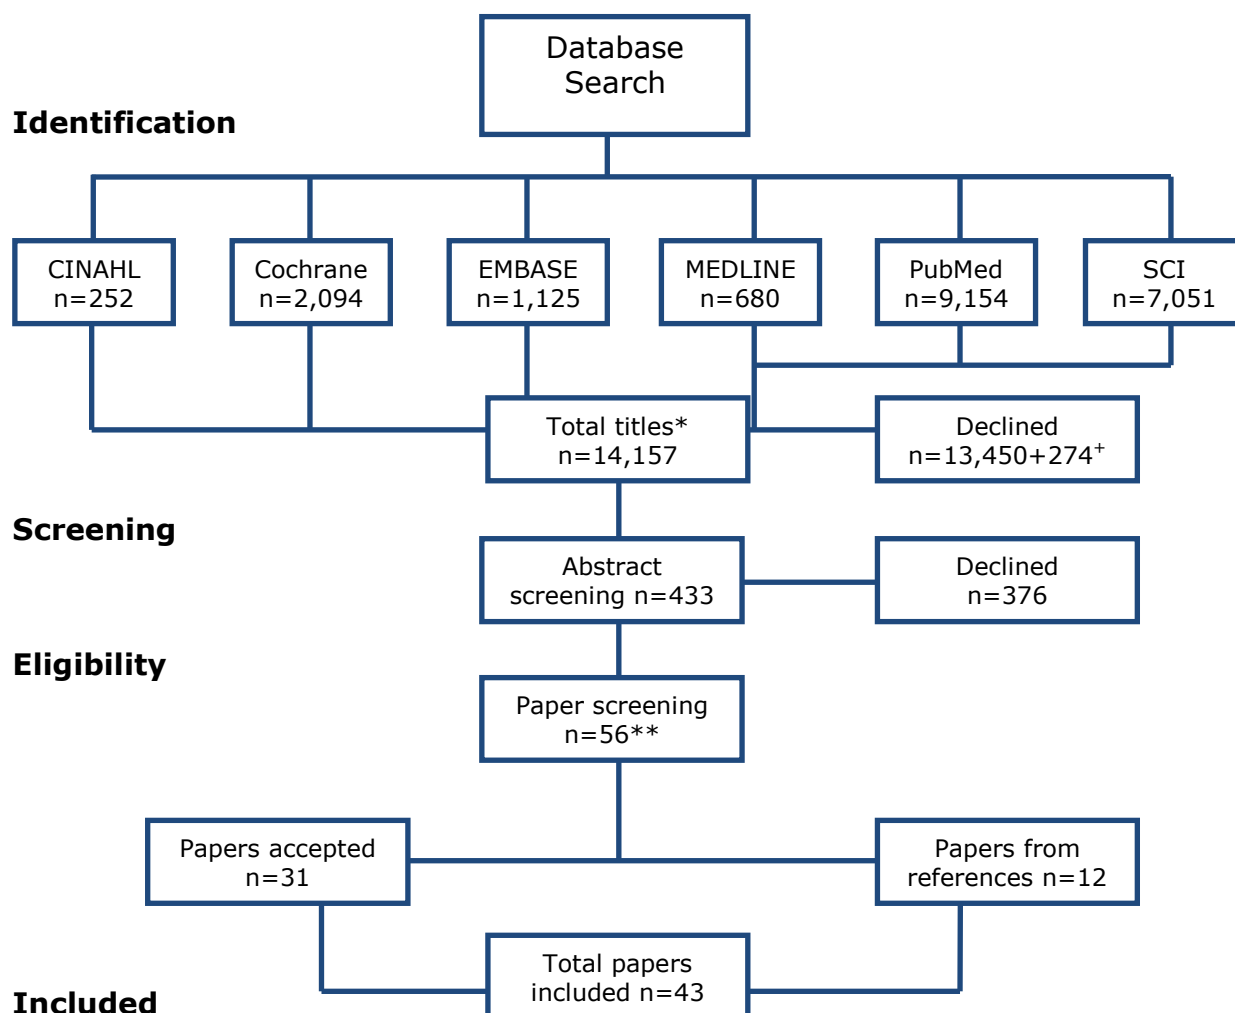 Database
Search
Identification
CINAHL
n=252
Cochrane
n=2,094
EMBASE
n=1,125
MEDLINE
n=680
PubMed
n=9,154
SCI
n=7,051
Total titles*
n=14,157
Declined
n=13,450+274⁺
Screening
Abstract
screening n=433
Declined
n=376
Eligibility
Paper screening
n=56**
Papers accepted
n=31
Papers from
references n=12
Total papers
included n=43
Included